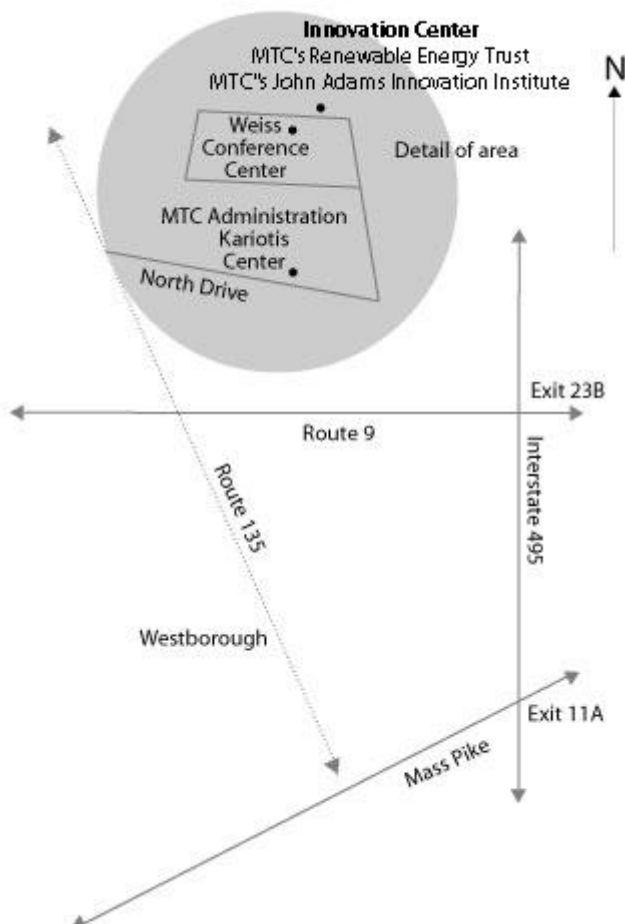 Innovation Center
MTC's Renewable Energy Trust
MTC"s John Adams Innovation Institute
N
Weiss
Conference
Center
Detail of area
MTC Administration
Kariotis
Center
North Drive
Exit 23B
Route 9
Interstate 495
Route 135
Westborough
Exit 11A
Mass Pike